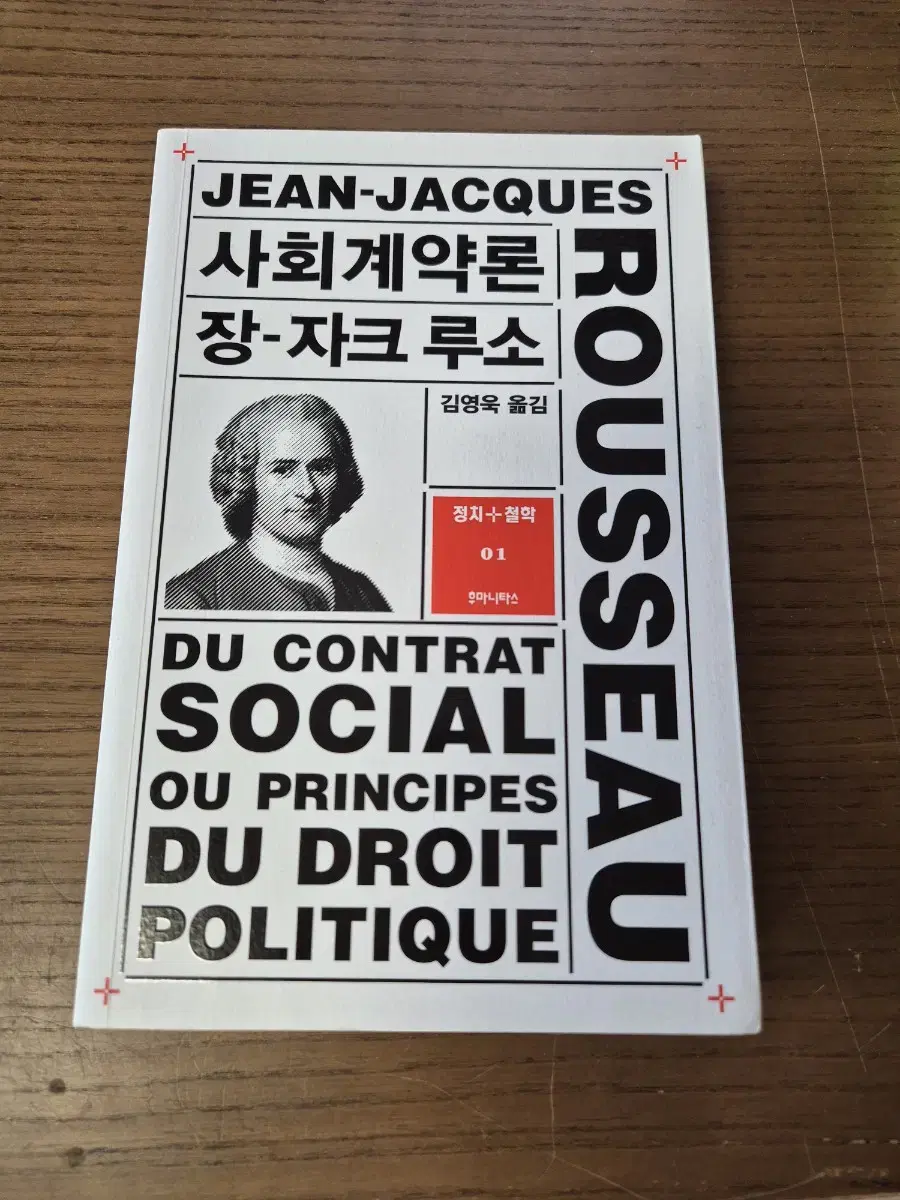 JEAN-JACQUES
ROUSSEAU
사회계약론
장-자크 루소
김영욱 옮김
정치+철학
01
후마니타스
DU CONTRAT
SOCIAL
OU PRINCIPES
DU DROIT
POLITIQUE